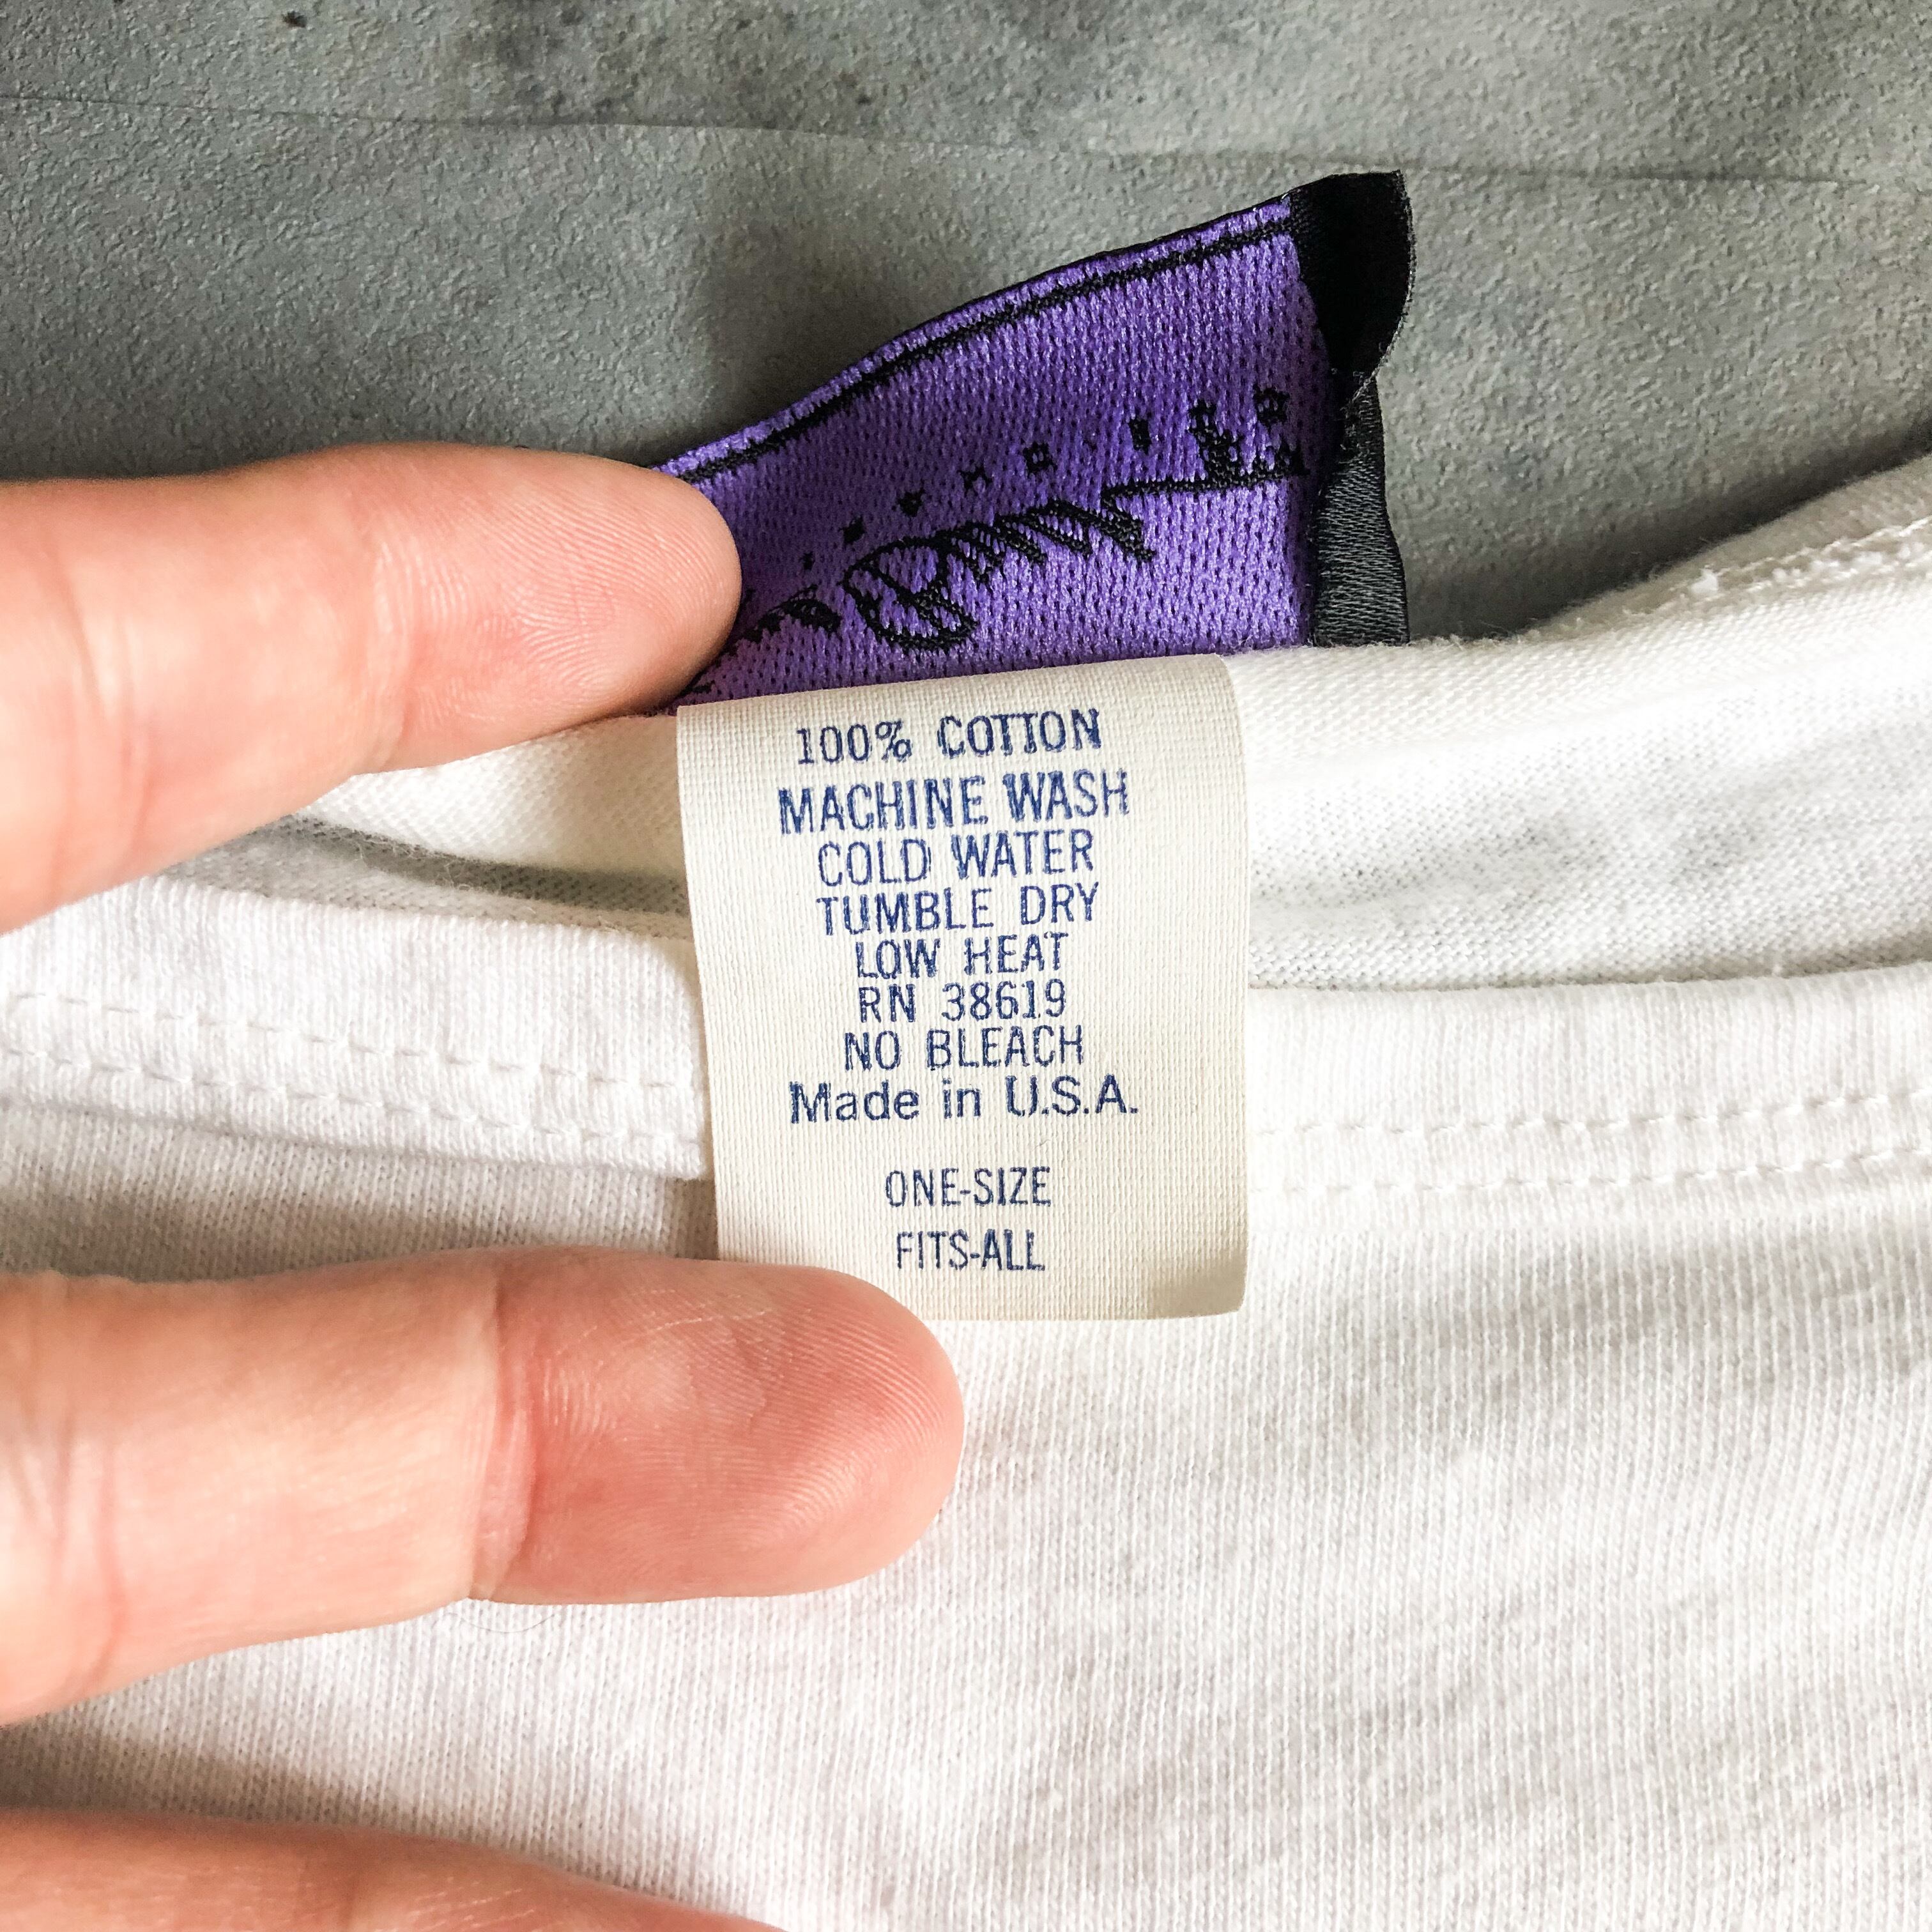 100% COTTON
MACHINE WASH
COLD WATER
TUMBLE DRY
LOW HEAT
RN 38619
NO BLEACH
Made in U.S.A.
ONE-SIZE
FITS-ALL